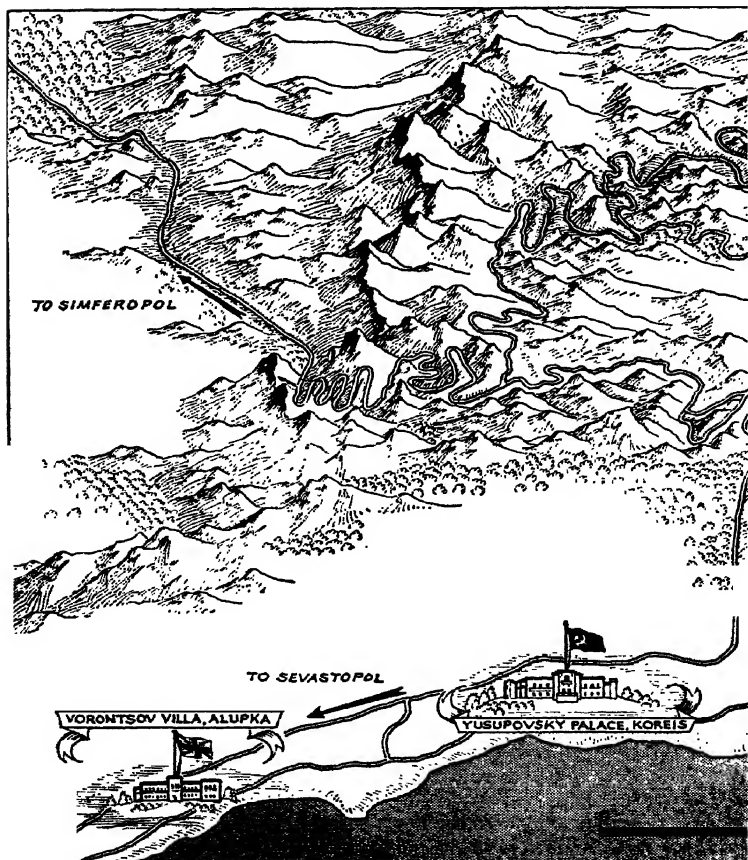 TO SIMFEROPOL
TO SEVASTOPOL
VORONTSOV VILLA, ALUPKA
YUSUPOVSKY PALACE, KOREIS